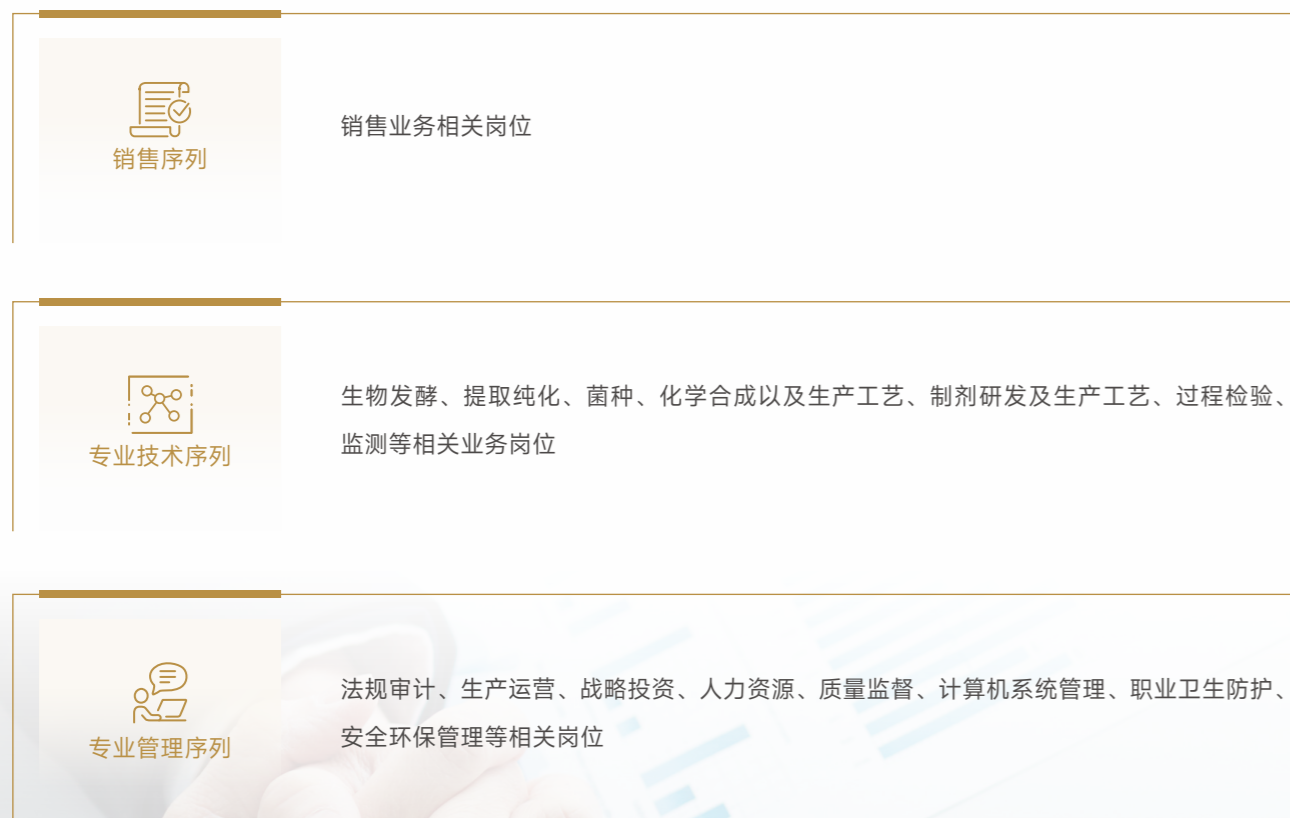 销售序列
销售业务相关岗位
专业技术序列
生物发酵、提取纯化、菌种、化学合成以及生产工艺、制剂研发及生产工艺、过程检验、
监测等相关业务岗位
专业管理序列
法规审计、生产运营、战略投资、人力资源、质量监督、计算机系统管理、职业卫生防护、
安全环保管理等相关岗位